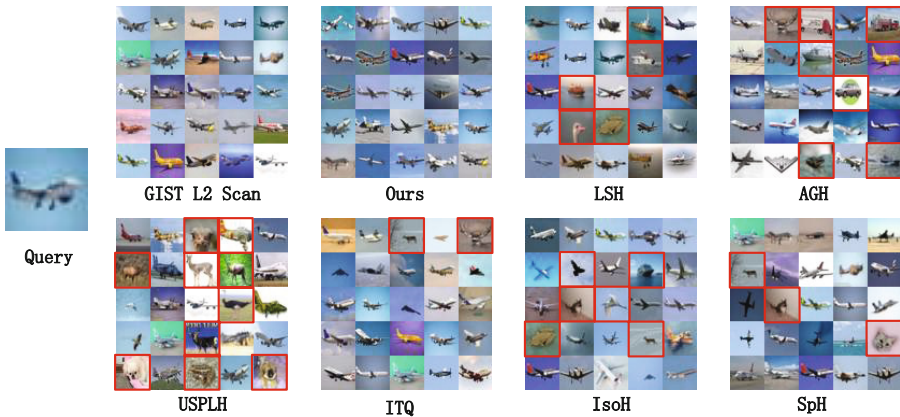 GIST L2 Scan
Ours
LSH
AGH
Query
USPLH
ITQ
IsoH
SpH